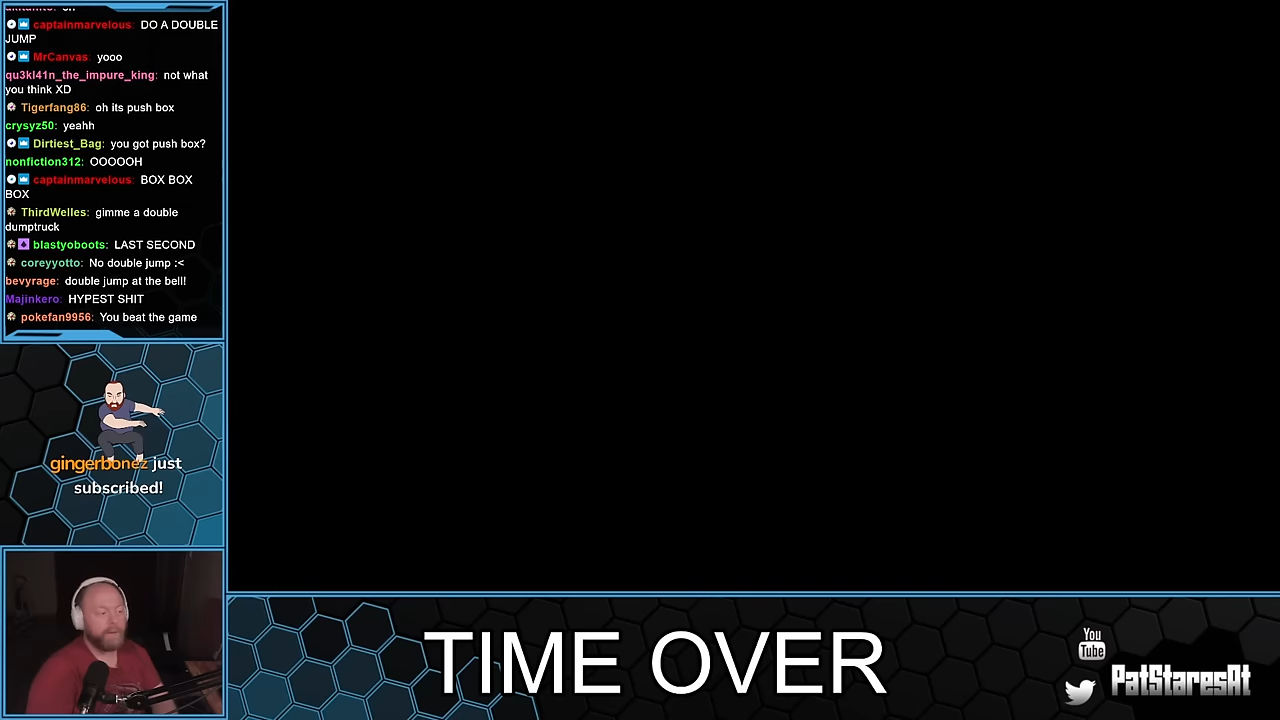 captainmarvelous: DO A DOUBLE
JUMP
MrCanvas: yooo
qu3kl41n_the_impure_king: not what
you think XD
Tigerfang86: oh its push box
crysyz50: yeahh
Dirtiest_Bag: you got push box?
nonfiction312: OOOOOH
captainmarvelous: BOX BOX
BOX
ThirdWelles: gimme a double
dumptruck
blastyoboots: LAST SECOND
coreyyotto: No double jump :<
bevyrage: double jump at the bell!
Majinkero: HYPEST SHIT
pokefan9956: You beat the game
gingerbonez just
subscribed!
TIME OVER
You
Tube
PatStaresAt